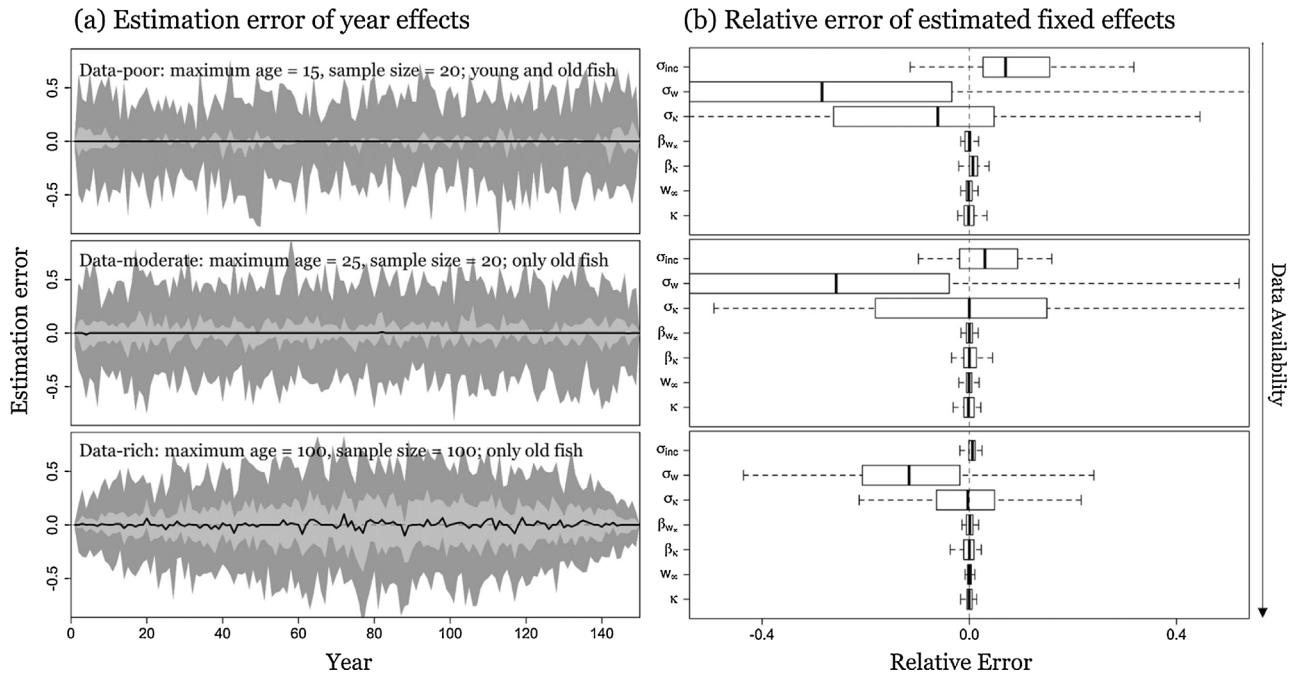 (a) Estimation error of year effects
(b) Relative error of estimated fixed effects
Data-poor: maximum age = 15, sample size = 20; young and old fish
0.5
0.0
-0.5
Data-moderate: maximum age = 25, sample size = 20; only old fish
0.5
0.0
-0.5
Data-rich: maximum age = 100, sample size = 100; only old fish
0.5
0.0
-0.5
Estimation error
0 20 40 60 80 100 120 140
Year
σinc
σw
σκ
βw∞
βκ
w∞
κ
σinc
σw
σκ
βw∞
βκ
w∞
κ
σinc
σw
σκ
βw∞
βκ
w∞
κ
-0.4 0.0 0.4
Relative Error
Data Availability